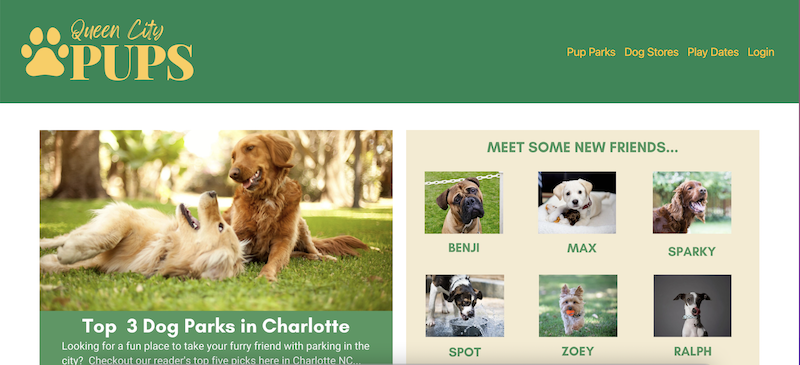 Queen City
PUPS
Pup Parks Dog Stores Play Dates Login
MEET SOME NEW FRIENDS...
BENJI MAX SPARKY
SPOT ZOEY RALPH
Top 3 Dog Parks in Charlotte
Looking for a fun place to take your furry friend with parking in the
city? Checkout our reader's top five picks here in Charlotte NC...